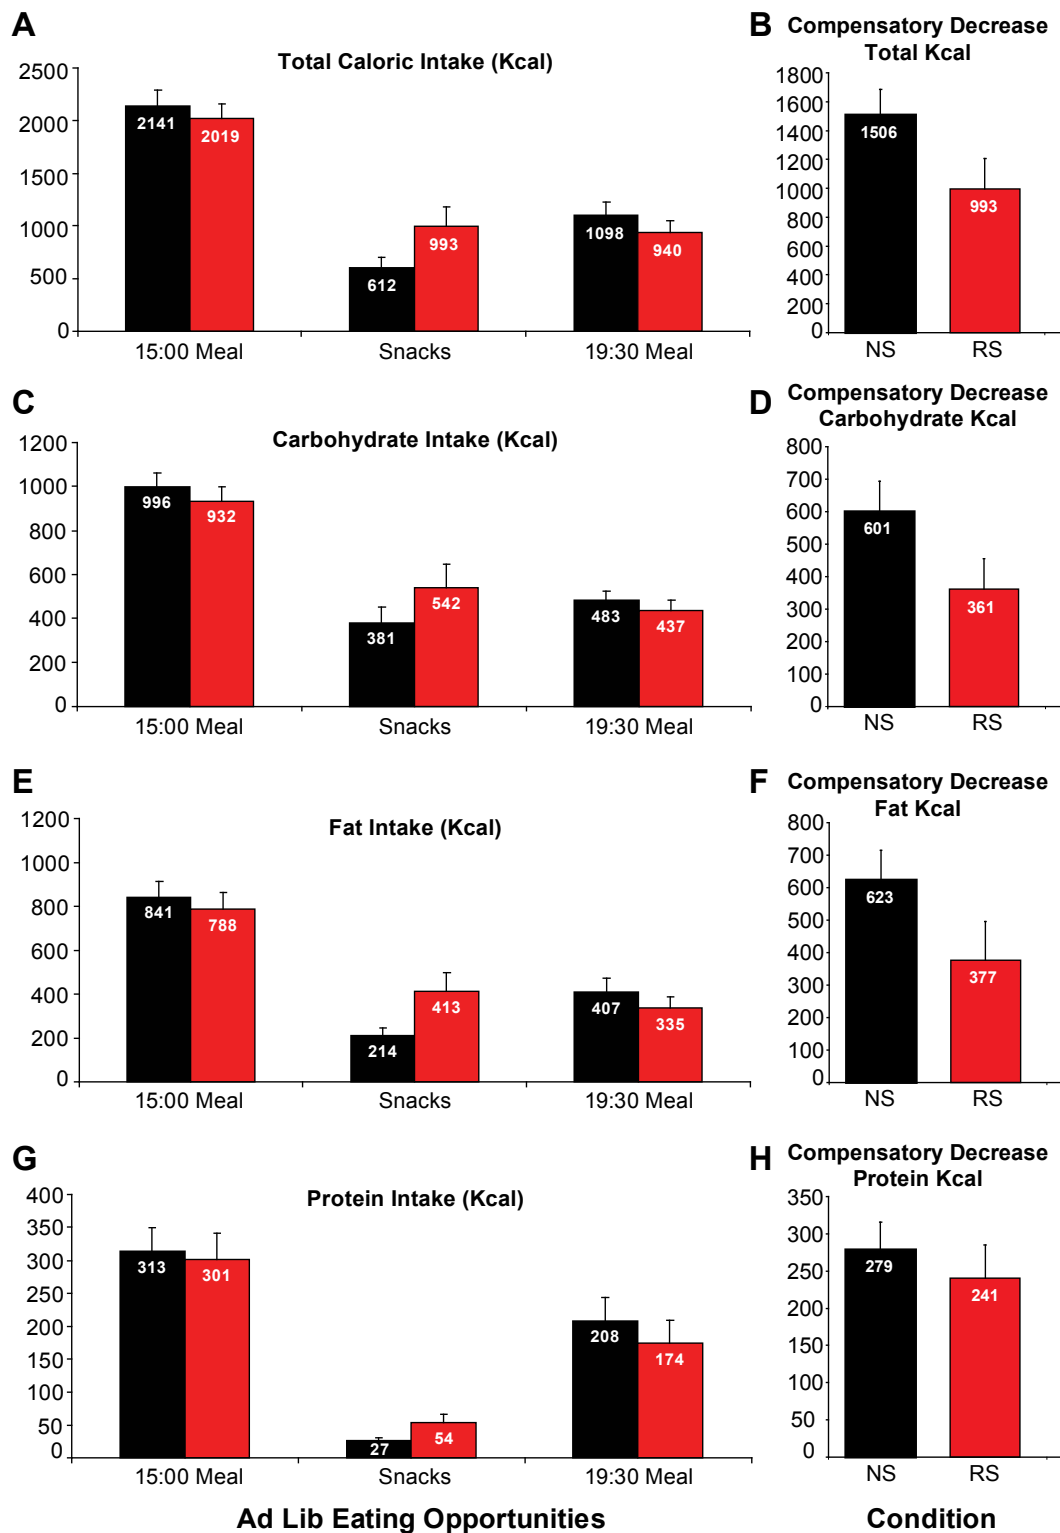 A
Total Caloric Intake (Kcal)
2500
2000
1500
1000
500
0
2141
2019
612
993
1098
940
15:00 Meal
Snacks
19:30 Meal
B
Compensatory Decrease
Total Kcal
1800
1600
1400
1200
1000
800
600
400
200
0
1506
993
NS
RS
C
Carbohydrate Intake (Kcal)
1200
1000
800
600
400
200
0
996
932
381
542
483
437
15:00 Meal
Snacks
19:30 Meal
D
Compensatory Decrease
Carbohydrate Kcal
800
700
600
500
400
300
200
100
0
601
361
NS
RS
E
Fat Intake (Kcal)
1200
1000
800
600
400
200
0
841
788
214
413
407
335
15:00 Meal
Snacks
19:30 Meal
F
Compensatory Decrease
Fat Kcal
800
700
600
500
400
300
200
100
0
623
377
NS
RS
G
Protein Intake (Kcal)
400
350
300
250
200
150
100
50
0
313
301
27
54
208
174
15:00 Meal
Snacks
19:30 Meal
H
Compensatory Decrease
Protein Kcal
350
300
250
200
150
100
50
0
279
241
NS
RS
Ad Lib Eating Opportunities
Condition